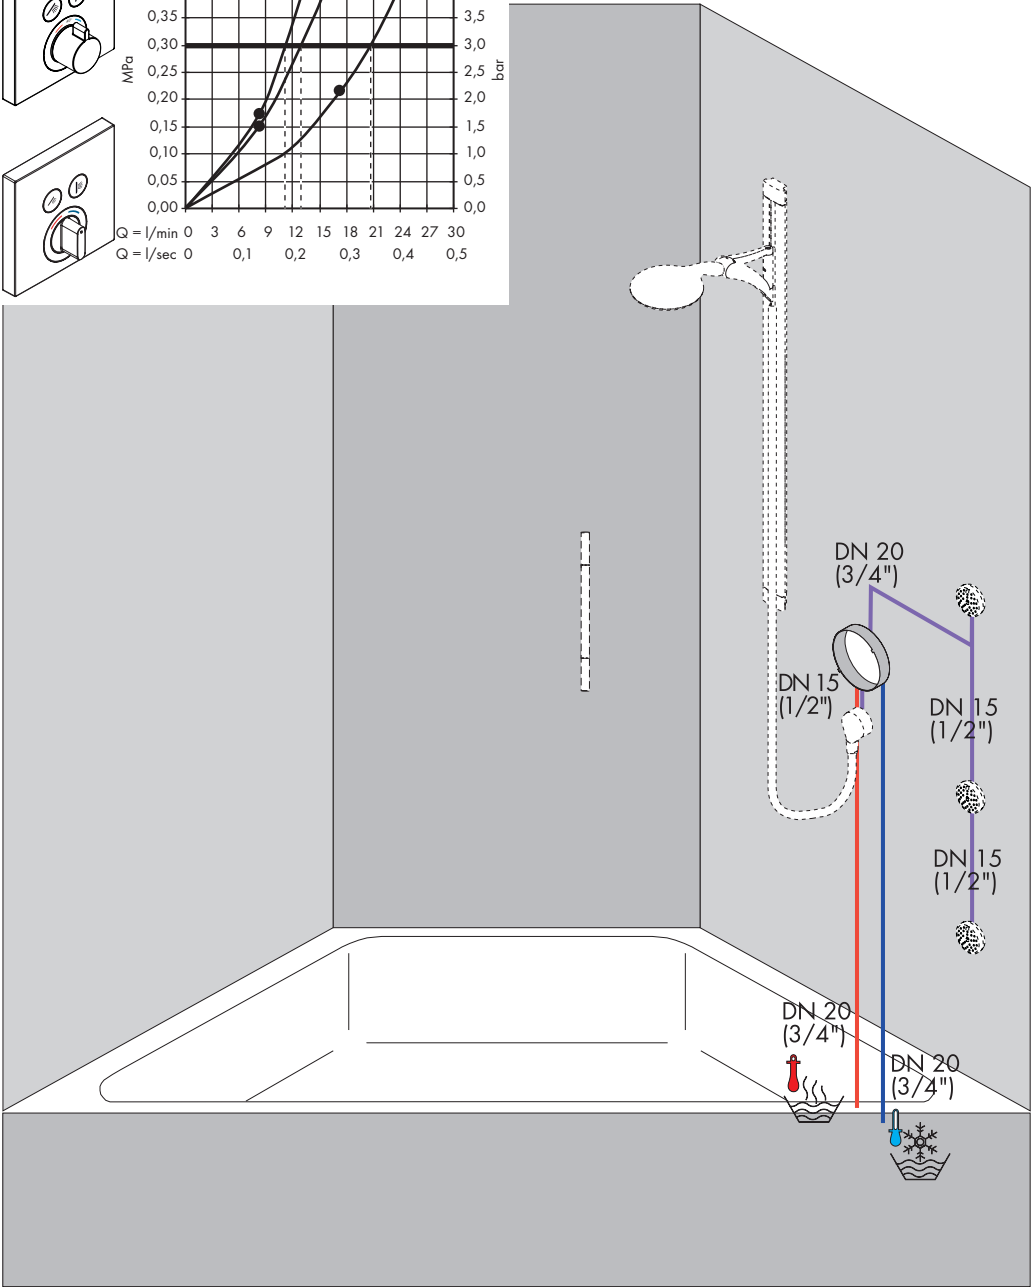 0,35 3,5
0,30 3,0
0,25 2,5
MPa
bar
0,20 2,0
0,15 1,5
0,10 1,0
0,05 0,5
0,00 0,0
Q = l/min 0 3 6 9 12 15 18 21 24 27 30
Q = l/sec 0 0,1 0,2 0,3 0,4 0,5
DN 20
(3/4")
DN 15
(1/2")
DN 15
(1/2")
DN 15
(1/2")
DN 20
(3/4")
DN 20
(3/4")